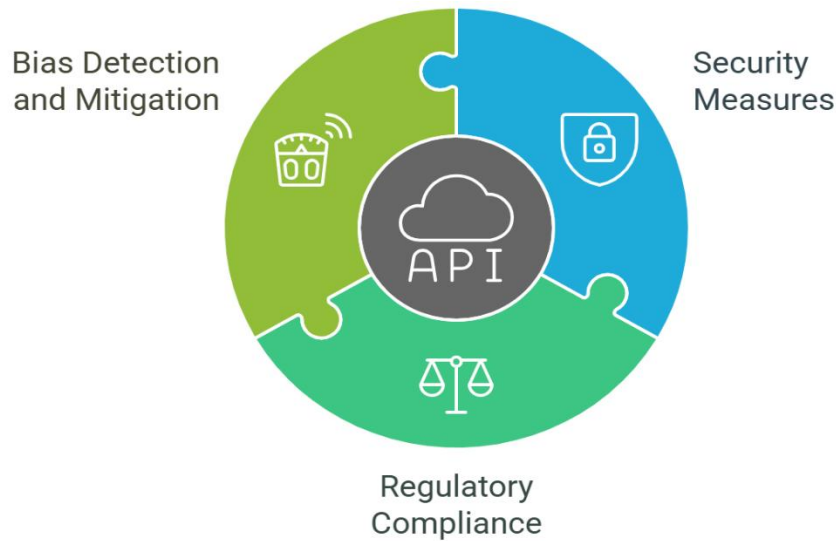 Bias Detection
and Mitigation
Security
Measures
API
Regulatory
Compliance